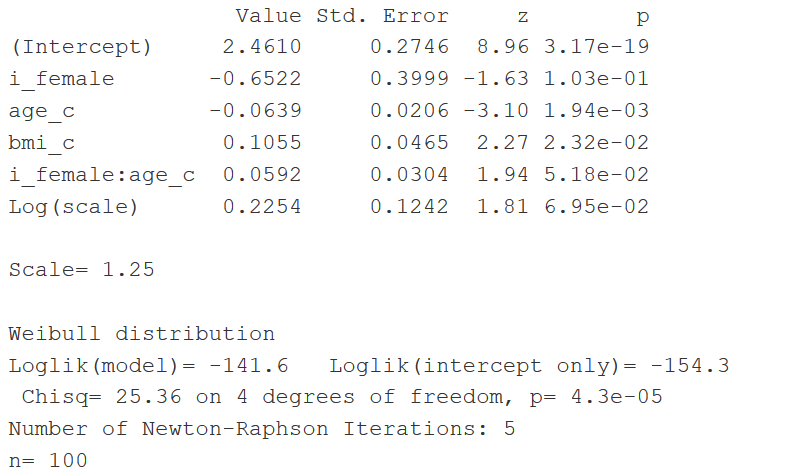 Value Std. Error z p
(Intercept) 2.4610 0.2746 8.96 3.17e-19
i_female -0.6522 0.3999 -1.63 1.03e-01
age_c -0.0639 0.0206 -3.10 1.94e-03
bmi_c 0.1055 0.0465 2.27 2.32e-02
i_female:age_c 0.0592 0.0304 1.94 5.18e-02
Log(scale) 0.2254 0.1242 1.81 6.95e-02
Scale= 1.25
Weibull distribution
Loglik(model)= -141.6 Loglik(intercept only)= -154.3
Chisq= 25.36 on 4 degrees of freedom, p= 4.3e-05
Number of Newton-Raphson Iterations: 5
n= 100